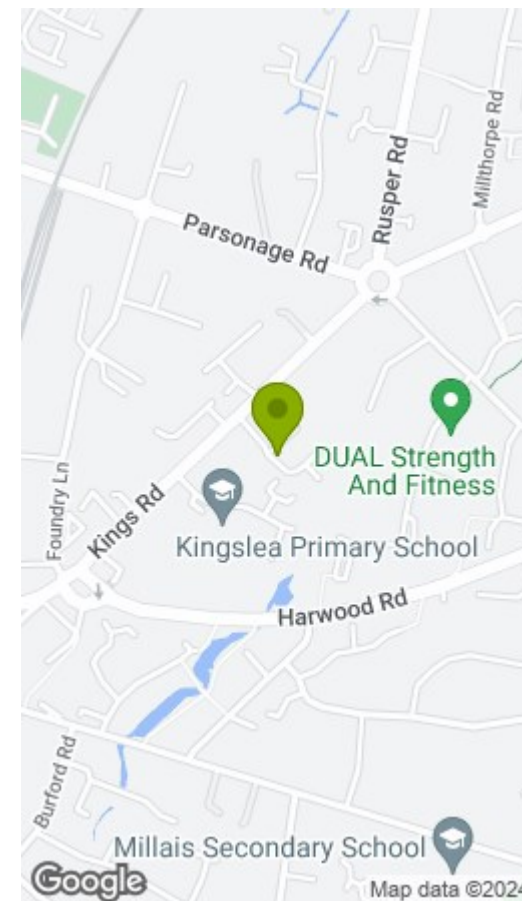 Rusper Rd
Millthorpe Rd
Parsonage Rd
DUAL Strength
And Fitness
Foundry Ln
Kings Rd
Kingslea Primary School
Harwood Rd
Burford Rd
Millais Secondary School
Google
Map data ©2024